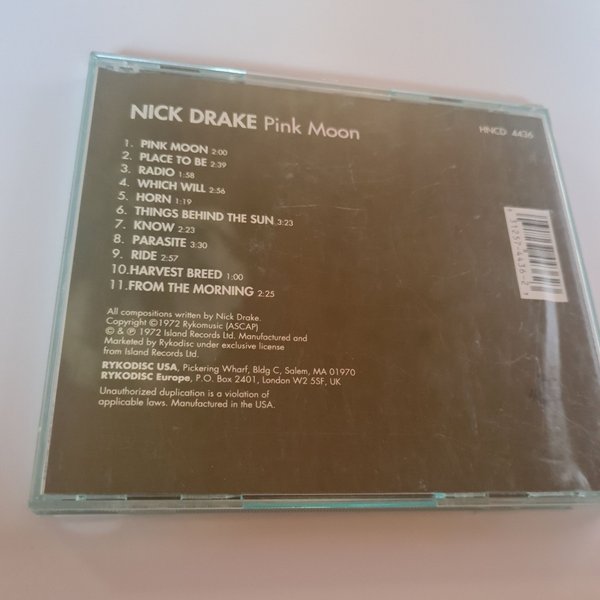 NICK DRAKE Pink Moon
HNCD 4436
1. PINK MOON 2:00
2. PLACE TO BE 2:39
3. RADIO 1:58
4. WHICH WILL 2:56
5. HORN 1:19
6. THINGS BEHIND THE SUN 3:23
7. KNOW 2:23
8. PARASITE 3:30
9. RIDE 2:57
10.HARVEST BREED 1:00
11.FROM THE MORNING 2:25
All compositions written by Nick Drake.
Copyright ©1972 Rykomusic (ASCAP)
© & ℗ 1972 Island Records Ltd. Manufactured and
Marketed by Rykodisc under exclusive license
from Island Records Ltd.
RYKODISC USA, Pickering Wharf, Bldg C, Salem, MA 01970
RYKODISC Europe, P.O. Box 2401, London W2 5SF, UK
Unauthorized duplication is a violation of
applicable laws. Manufactured in the USA.